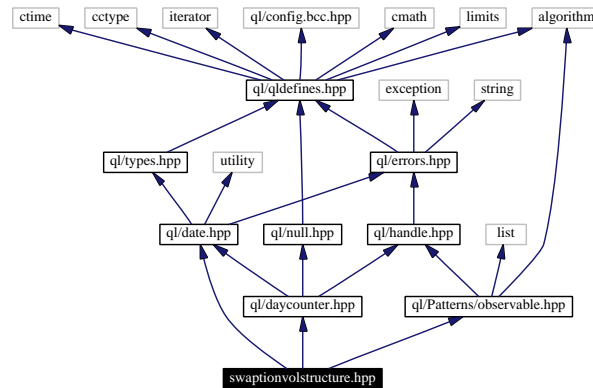 ctime
cctype
iterator
ql/config.bcc.hpp
cmath
limits
algorithm
ql/qldefines.hpp
exception
string
ql/types.hpp
utility
ql/errors.hpp
ql/date.hpp
ql/null.hpp
ql/handle.hpp
list
ql/daycounter.hpp
ql/Patterns/observable.hpp
swaptionvolstructure.hpp